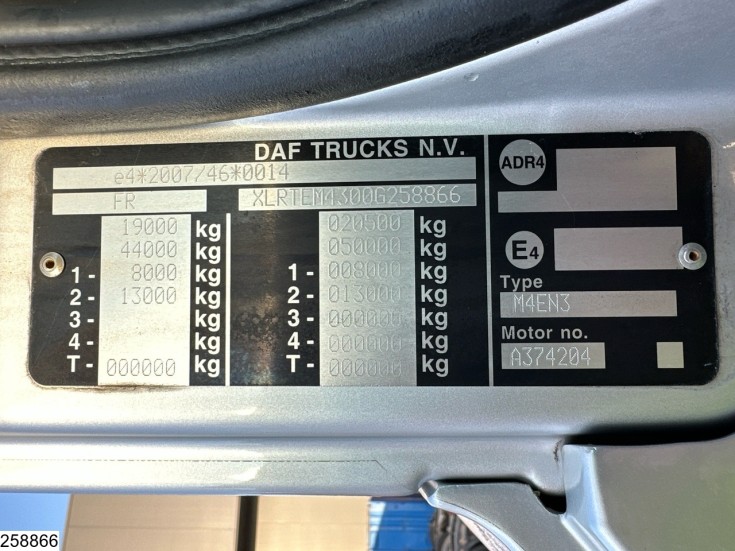 DAF TRUCKS N.V.
e4*2007/46*0014
FR XLRTEM4300G258866
19000 kg 020500 kg
44000 kg 050000 kg
1- 8000 kg 1- 008000 kg
2- 13000 kg 2- 013000 kg
3- kg 3- 000000 kg
4- kg 4- 000000 kg
T- 000000 kg T- 000000 kg
ADR4
E4
Type
M4EN3
Motor no.
A374204
258866